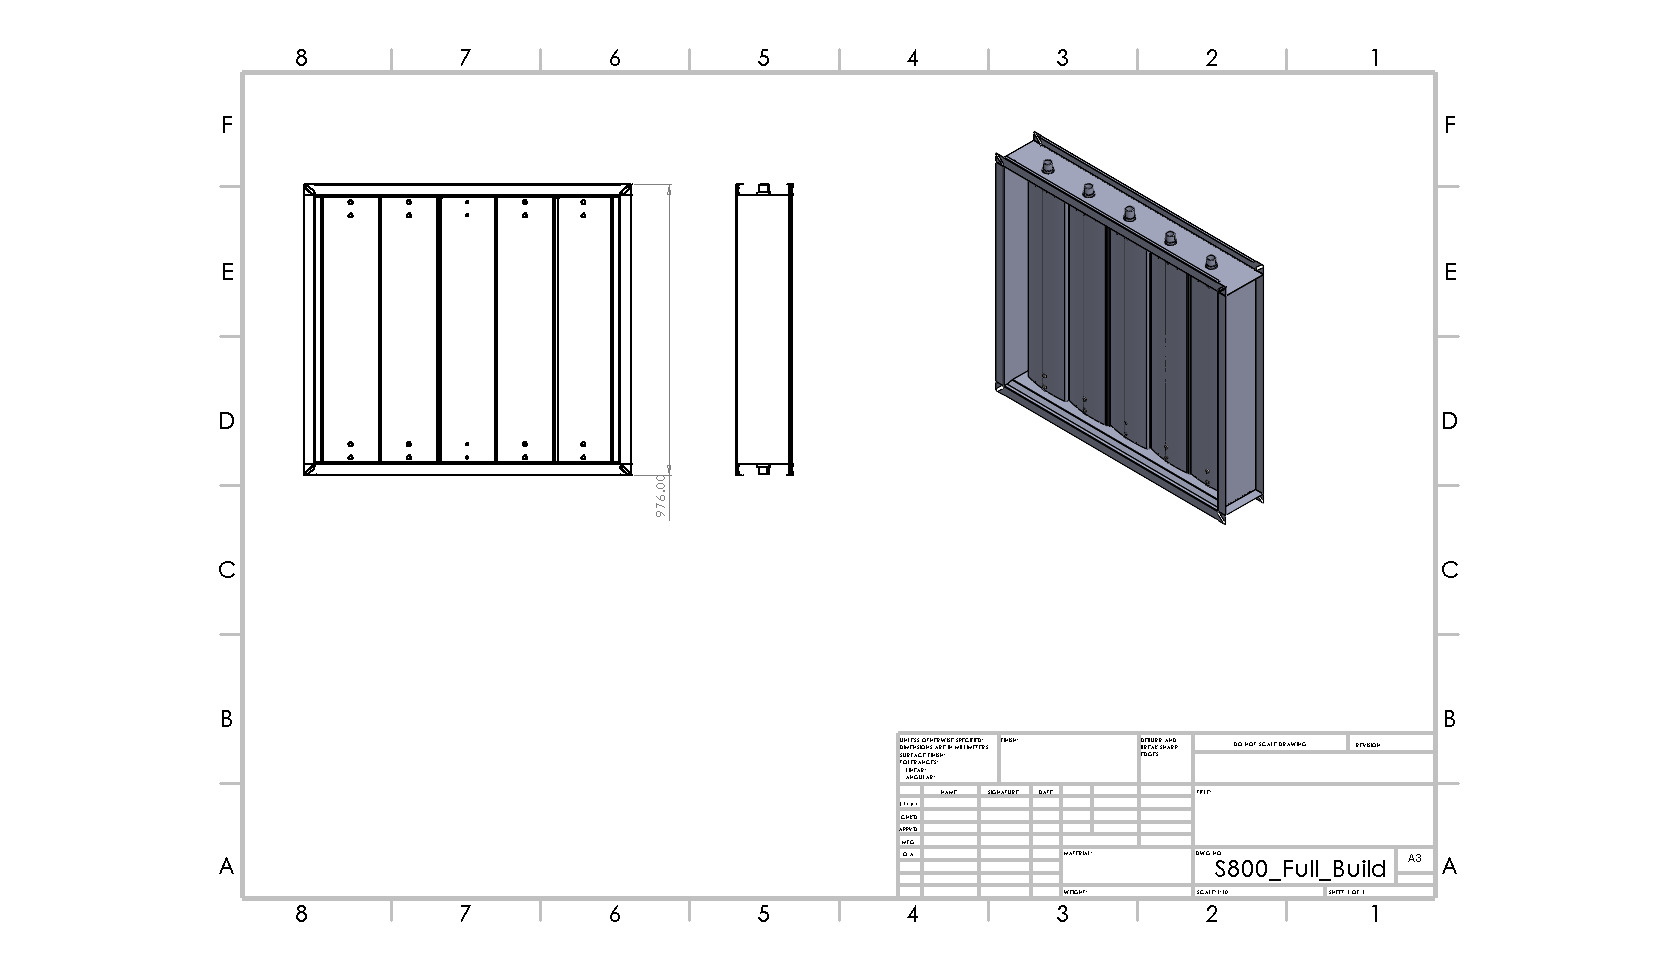 8 7 6 5 4 3 2 1
F F
E E
D D
C C
B B
A A
976.00
UNLESS OTHERWISE SPECIFIED:
DIMENSIONS ARE IN MILLIMETERS
SURFACE FINISH:
TOLERANCES:
LINEAR:
ANGULAR:
FINISH:
DEBURR AND
BREAK SHARP
EDGES
DO NOT SCALE DRAWING
REVISION
NAME SIGNATURE DATE
CHK'D
APPV'D
MFG
Q.A
TITLE:
MATERIAL:
DWG NO.
S800_Full_Build
A3
WEIGHT:
SCALE:1:10
SHEET 1 OF 1
8 7 6 5 4 3 2 1